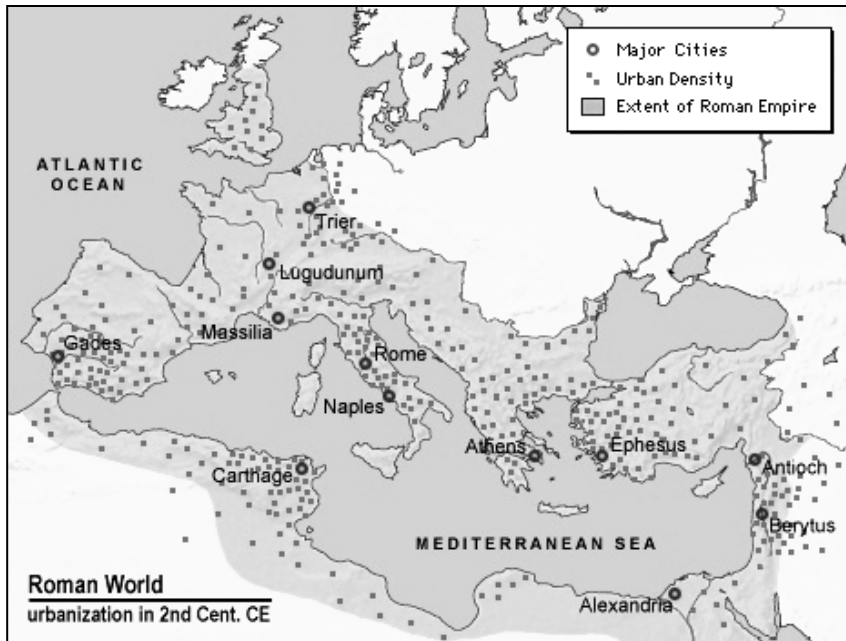 Major Cities
Urban Density
Extent of Roman Empire
ATLANTIC
OCEAN
Trier
Lugudunum
Massilia
Gades
Rome
Naples
Athens
Ephesus
Antioch
Carthage
Berytus
MEDITERRANEAN SEA
Alexandria
Roman World
urbanization in 2nd Cent. CE